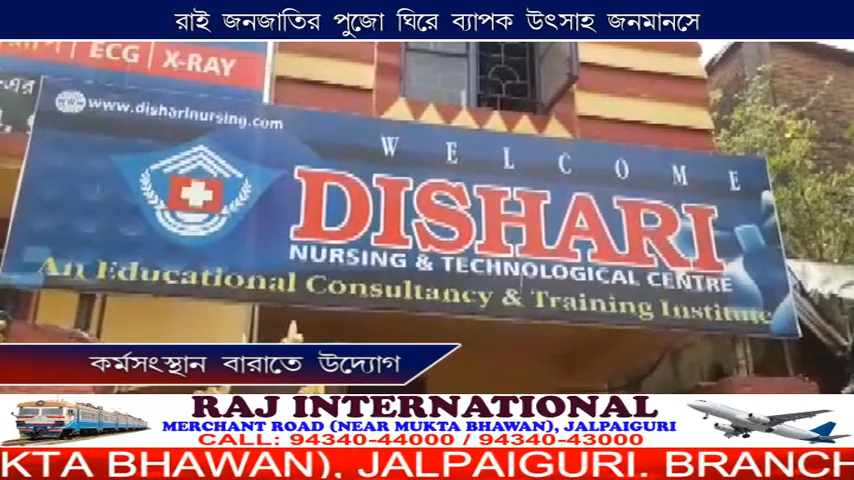 রাই জনজাতির পুজো ঘিরে ব্যাপক উৎসাহ জনমানসে
ECG | X-RAY
www.disharinursing.com
WELCOME
DISHARI
NURSING & TECHNOLOGICAL CENTRE
An Educational Consultancy & Training Institute
কর্মসংস্থান বারাতে উদ্যোগ
RAJ INTERNATIONAL
MERCHANT ROAD (NEAR MUKTA BHAWAN), JALPAIGURI
CALL: 94340-44000 / 94340-43000
KTA BHAWAN), JALPAIGURI. BRANCH